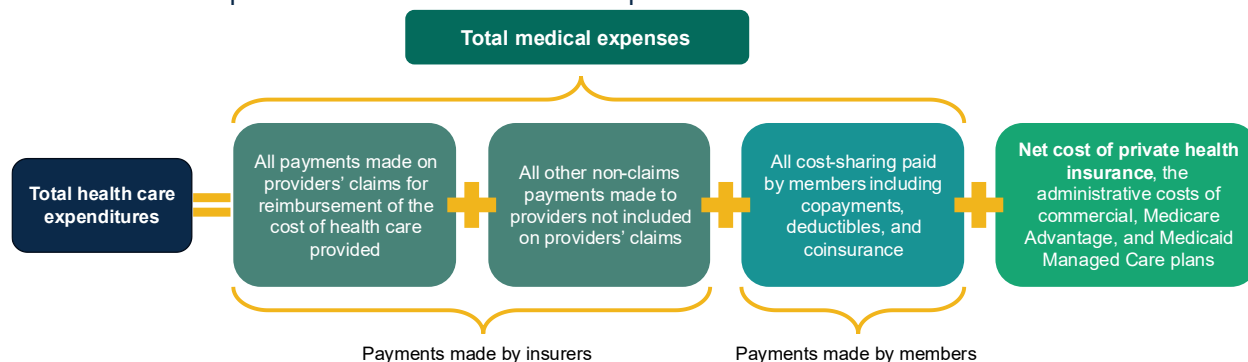 Total medical expenses
Total health care
expenditures
All payments made on
providers’ claims for
reimbursement of the
cost of health care
provided
All other non-claims
payments made to
providers not included
on providers’ claims
All cost-sharing paid
by members including
copayments,
deductibles, and
coinsurance
Net cost of private health
insurance, the
administrative costs of
commercial, Medicare
Advantage, and Medicaid
Managed Care plans
Payments made by insurers
Payments made by members